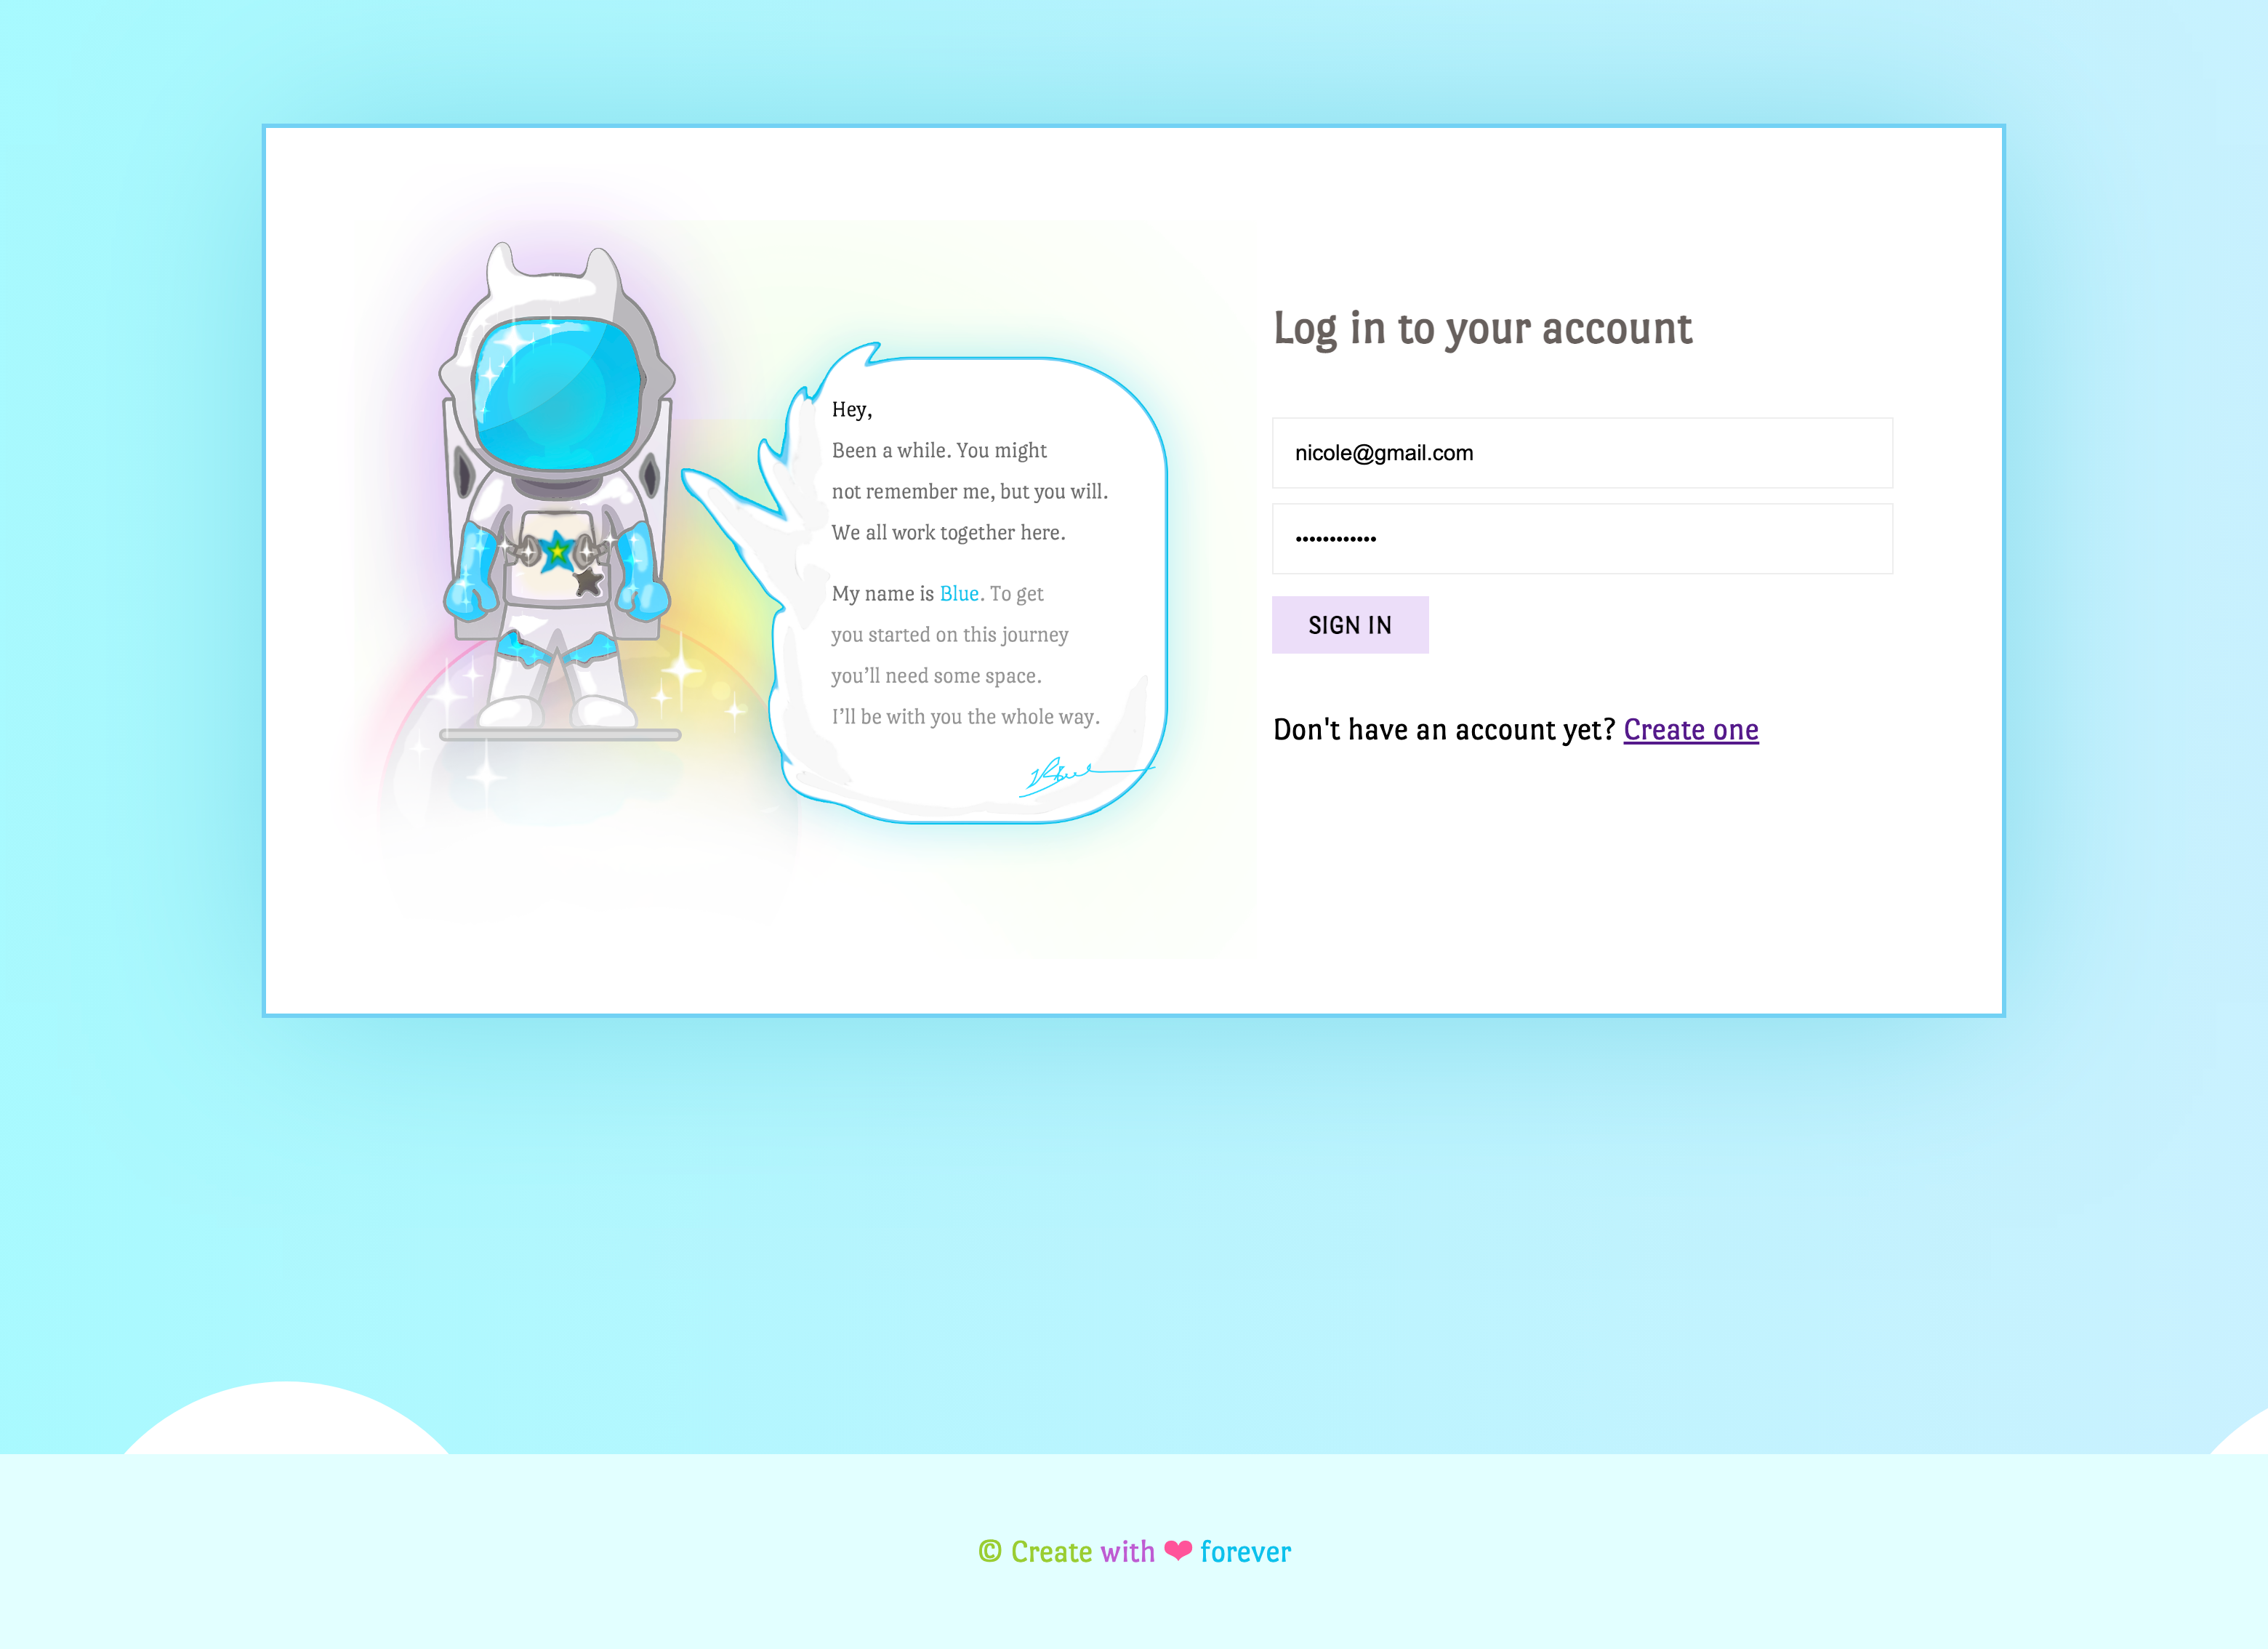 Hey,
Been a while. You might
not remember me, but you will.
We all work together here.
My name is Blue. To get
you started on this journey
you’ll need some space.
I’ll be with you the whole way.
Blue
Log in to your account
nicole@gmail.com
••••••••••••
SIGN IN
Don't have an account yet? Create one
© Create with ❤ forever